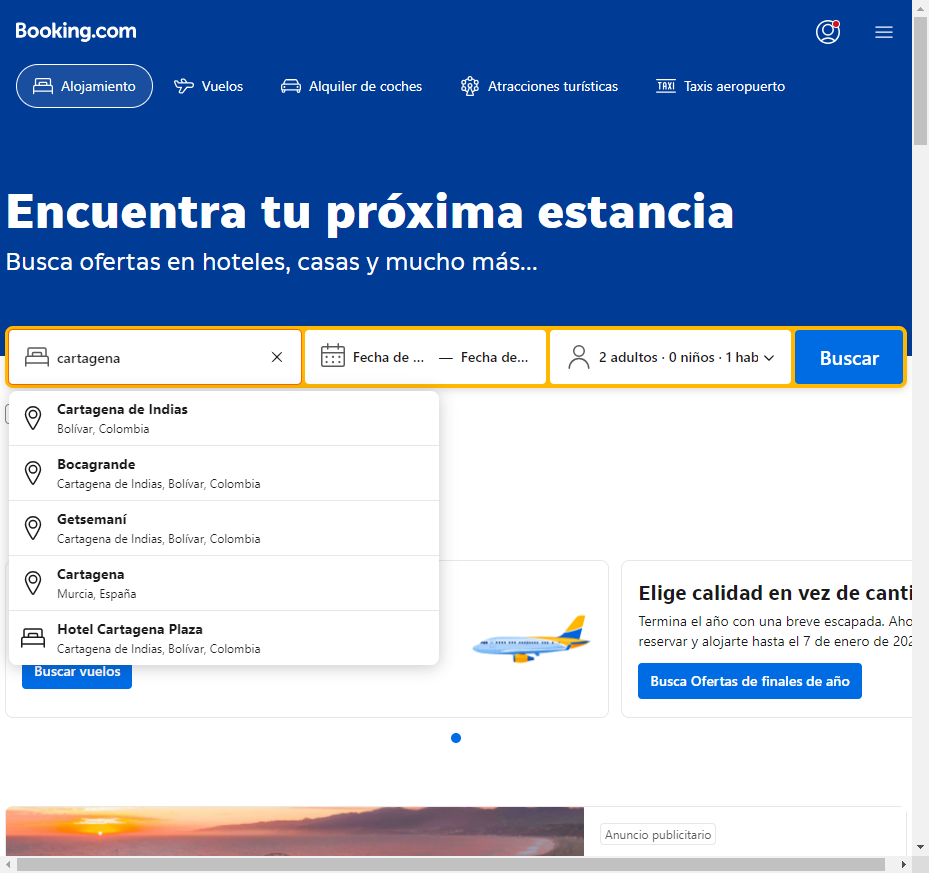 Booking.com
Alojamiento
Vuelos
Alquiler de coches
Atracciones turísticas
TAXI
Taxis aeropuerto
Encuentra tu próxima estancia
Busca ofertas en hoteles, casas y mucho más...
cartagena
Fecha de ... — Fecha de...
2 adultos · 0 niños · 1 hab
Buscar
Cartagena de Indias
Bolívar, Colombia
Bocagrande
Cartagena de Indias, Bolívar, Colombia
Getsemaní
Cartagena de Indias, Bolívar, Colombia
Cartagena
Murcia, España
Hotel Cartagena Plaza
Cartagena de Indias, Bolívar, Colombia
Buscar vuelos
Elige calidad en vez de canti
Termina el año con una breve escapada. Aho
reservar y alojarte hasta el 7 de enero de 202
Busca Ofertas de finales de año
Anuncio publicitario